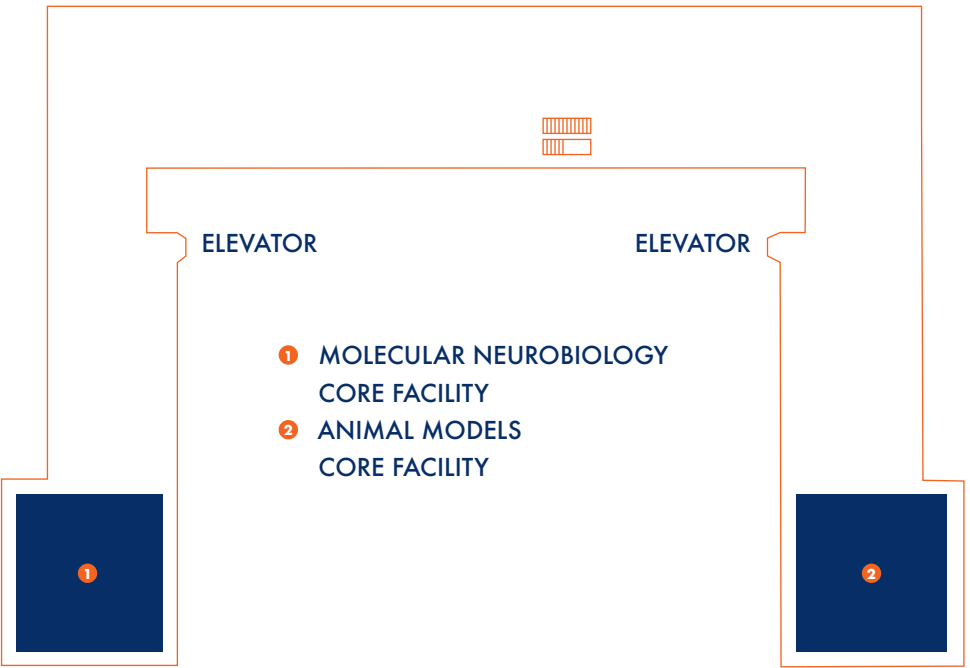 ELEVATOR
ELEVATOR
1 MOLECULAR NEUROBIOLOGY
CORE FACILITY
2 ANIMAL MODELS
CORE FACILITY
1
2